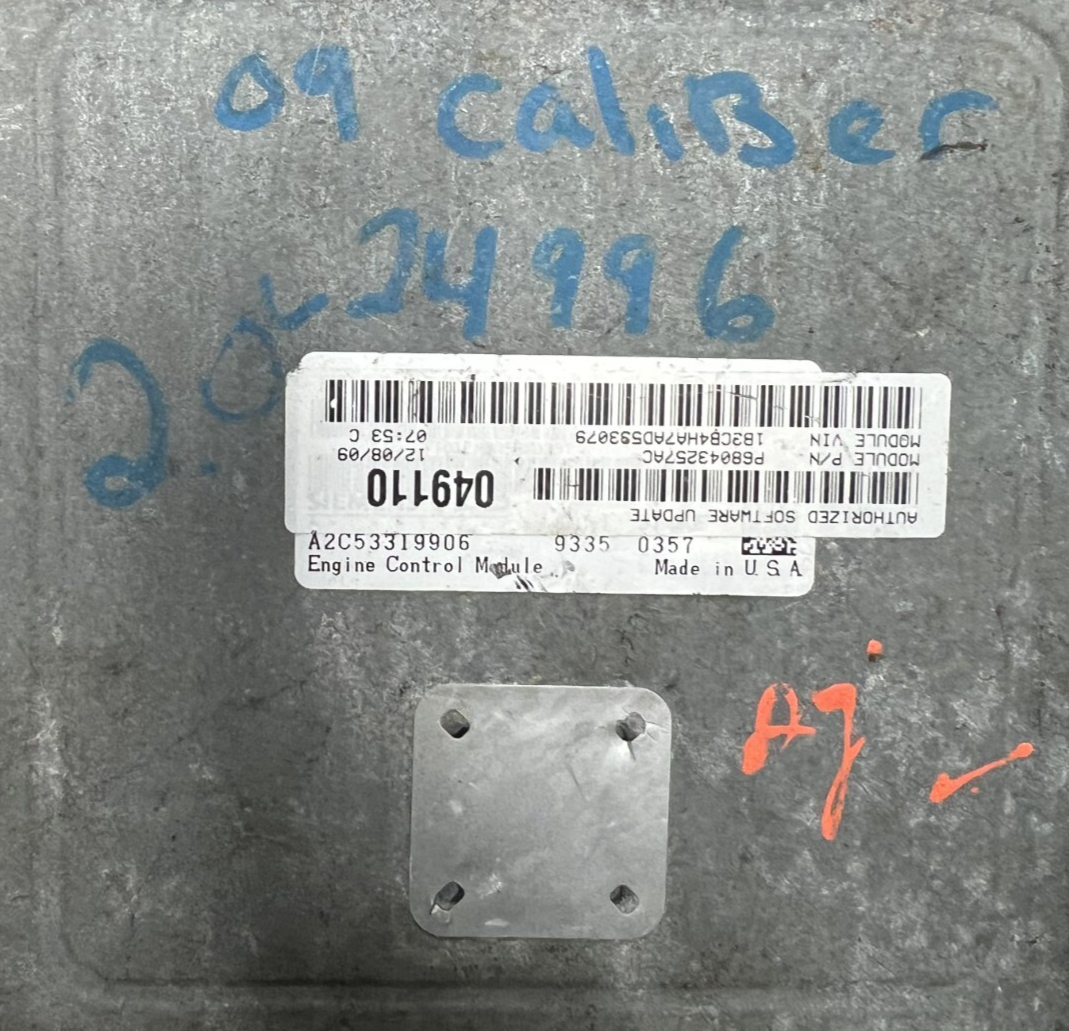 09 caliBer
2.0L 24996
AUTHORIZED SOFTWARE UPDATE
049110
MODULE P/N P68043257AC 12/08/09
MODULE VIN 1B3CB4HA7AD593079 07:53 C
A2C53319906 9335 0357
Engine Control Module Made in U.S.A
AJ